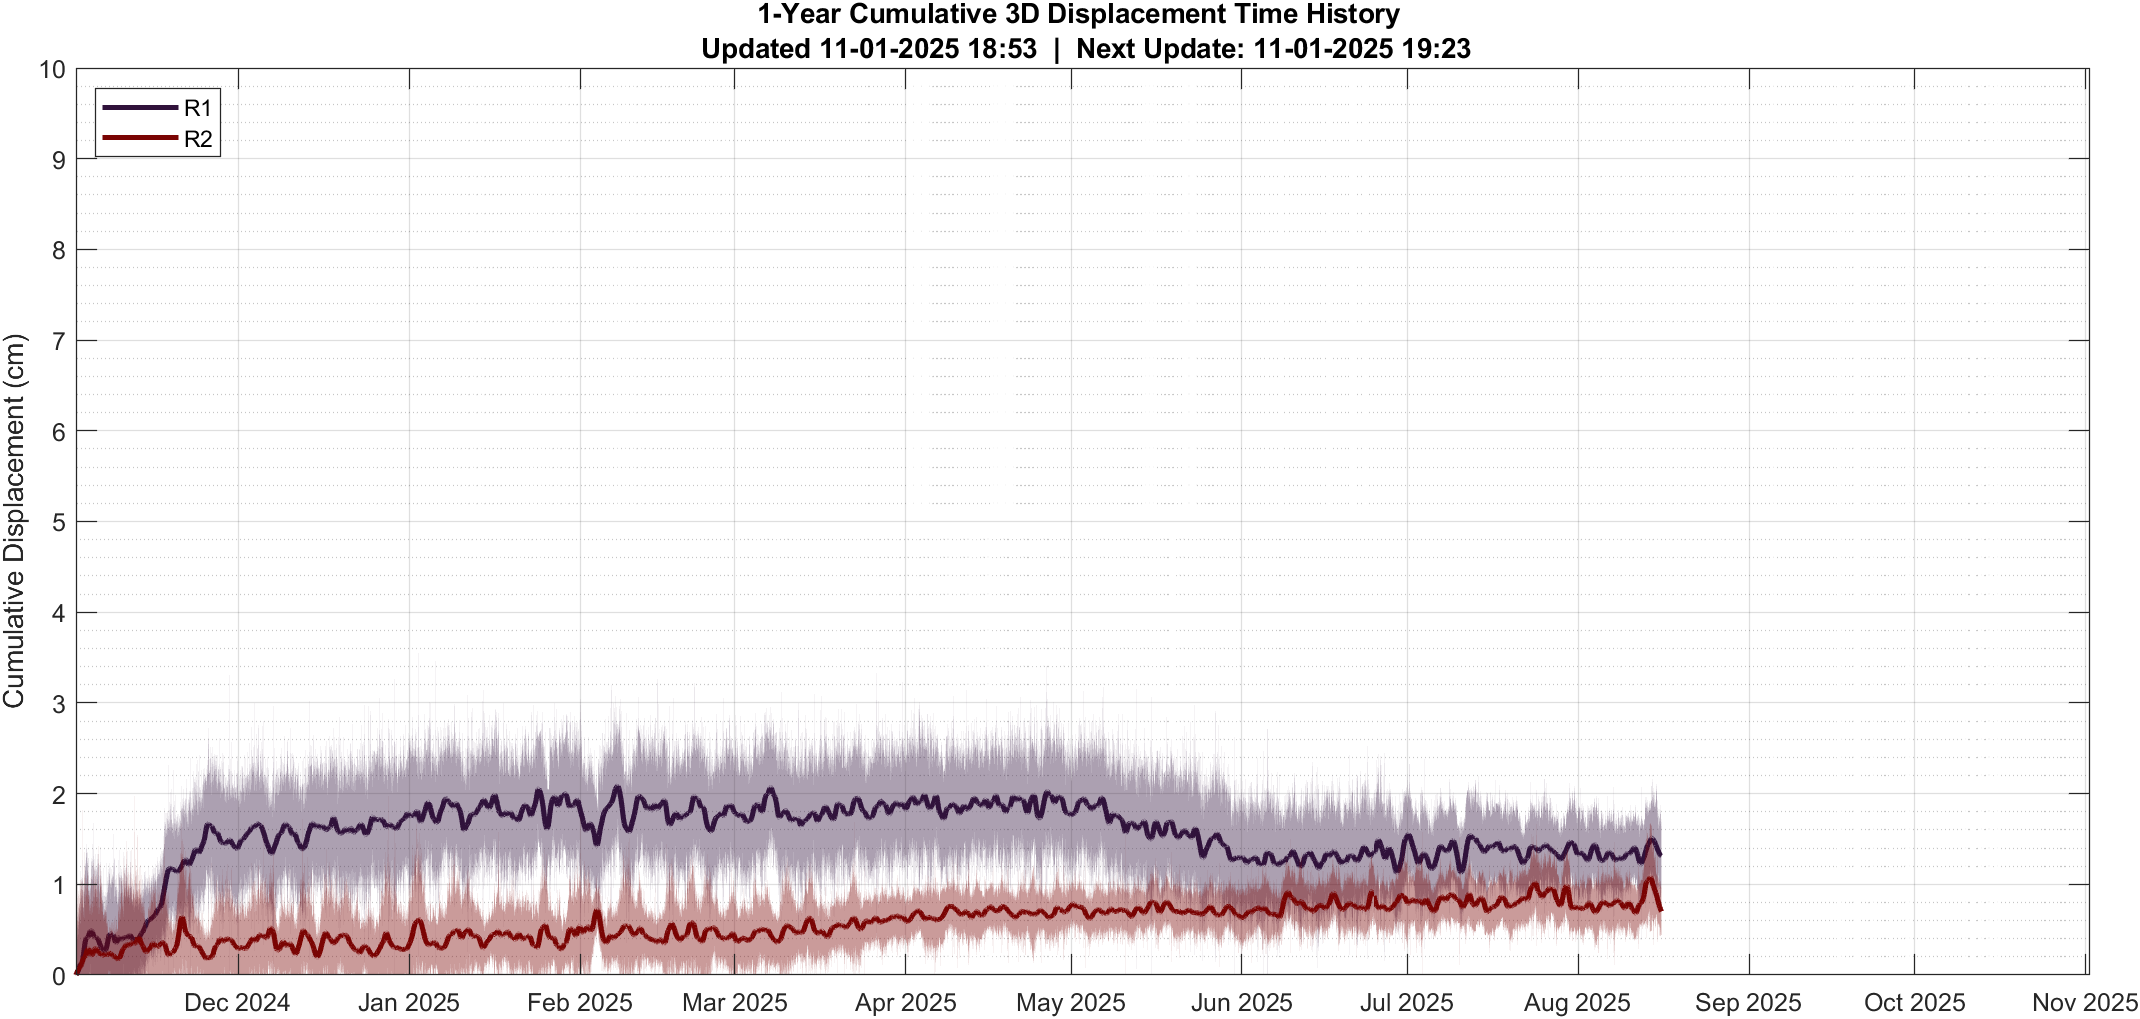 1-Year Cumulative 3D Displacement Time History
Updated 11-01-2025 18:53 | Next Update: 11-01-2025 19:23
R1
R2
Cumulative Displacement (cm)
10
9
8
7
6
5
4
3
2
1
0
Dec 2024 Jan 2025 Feb 2025 Mar 2025 Apr 2025 May 2025 Jun 2025 Jul 2025 Aug 2025 Sep 2025 Oct 2025 Nov 2025